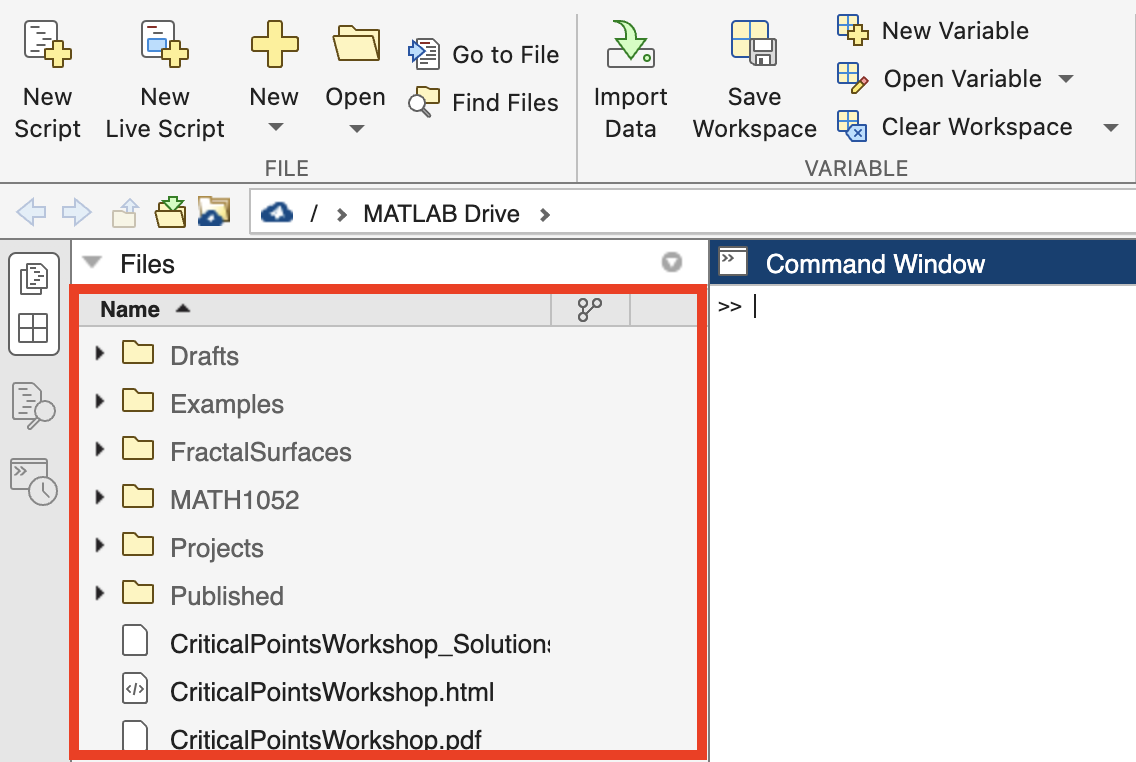 New Script
New Live Script
New
Open
Go to File
Find Files
FILE
Import Data
Save Workspace
New Variable
Open Variable
Clear Workspace
VARIABLE
/ > MATLAB Drive >
Files
Name
Drafts
Examples
FractalSurfaces
MATH1052
Projects
Published
CriticalPointsWorkshop_Solutions
CriticalPointsWorkshop.html
CriticalPointsWorkshop.pdf
Command Window
>>